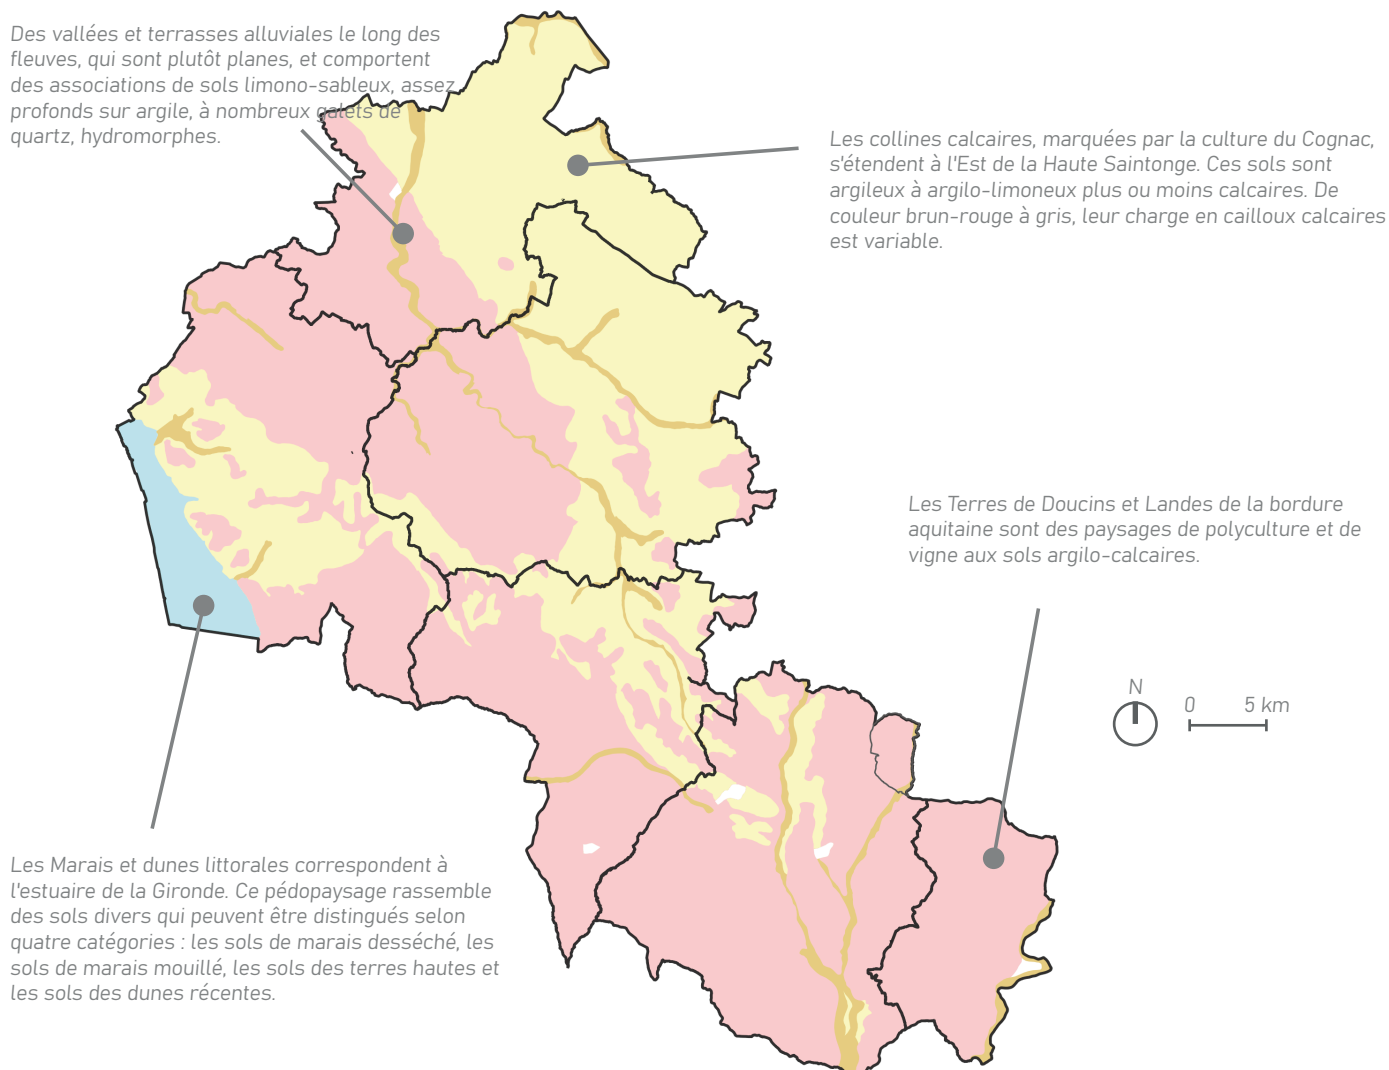 Des vallées et terrasses alluviales le long des
fleuves, qui sont plutôt planes, et comportent
des associations de sols limono-sableux, assez
profonds sur argile, à nombreux galets de
quartz, hydromorphes.
Les collines calcaires, marquées par la culture du Cognac,
s'étendent à l'Est de la Haute Saintonge. Ces sols sont
argileux à argilo-limoneux plus ou moins calcaires. De
couleur brun-rouge à gris, leur charge en cailloux calcaires
est variable.
Les Terres de Doucins et Landes de la bordure
aquitaine sont des paysages de polyculture et de
vigne aux sols argilo-calcaires.
N
0 5 km
Les Marais et dunes littorales correspondent à
l'estuaire de la Gironde. Ce pédopaysage rassemble
des sols divers qui peuvent être distingués selon
quatre catégories : les sols de marais desséché, les
sols de marais mouillé, les sols des terres hautes et
les sols des dunes récentes.